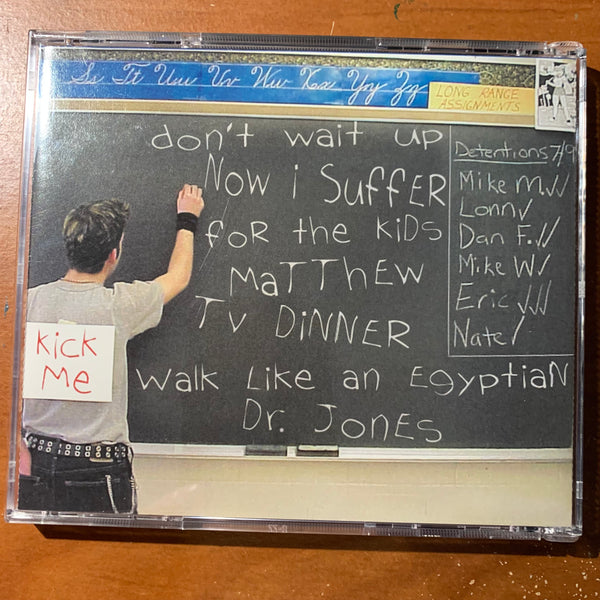 Ss Tt Uu Vv Ww Xx Yy Zz
LONG RANGE
ASSIGNMENTS
don't wait up
Now i SuffER
foR the KiDS
MaTThEW
TV DiNNER
Walk Like an EgyptiaN
Dr. JonES
Detentions 7/9
Mike M.✓✓
Lonn✓
Dan F.✓✓
Mike W✓
Eric ✓✓✓
Nate✓
Kick
Me